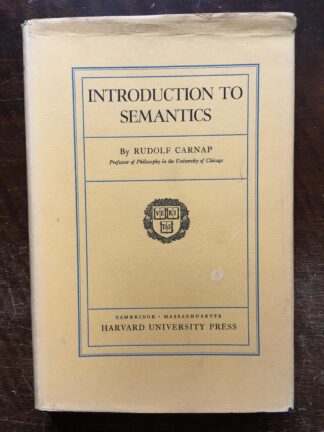 INTRODUCTION TO
SEMANTICS
By RUDOLF CARNAP
Professor of Philosophy in the University of Chicago
VE RI
TAS
CAMBRIDGE · MASSACHUSETTS
HARVARD UNIVERSITY PRESS